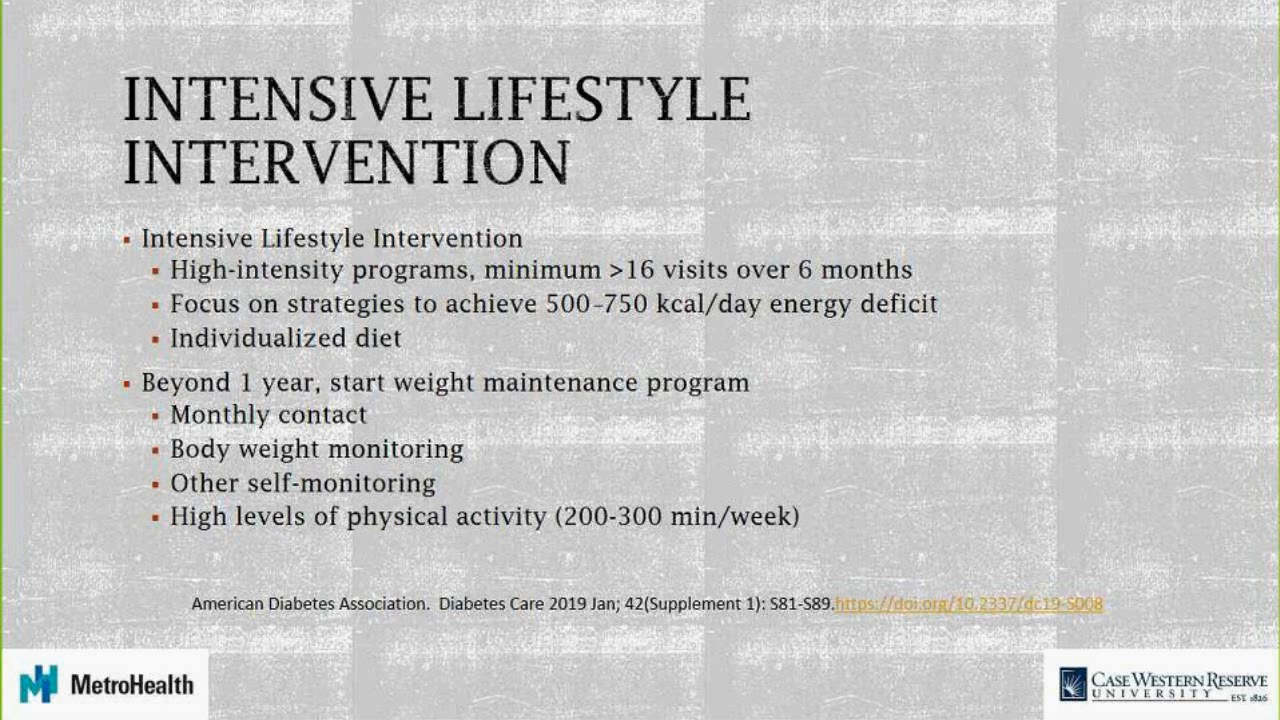 INTENSIVE LIFESTYLE
INTERVENTION
▪ Intensive Lifestyle Intervention
▪ High-intensity programs, minimum >16 visits over 6 months
▪ Focus on strategies to achieve 500–750 kcal/day energy deficit
▪ Individualized diet
▪ Beyond 1 year, start weight maintenance program
▪ Monthly contact
▪ Body weight monitoring
▪ Other self-monitoring
▪ High levels of physical activity (200-300 min/week)
American Diabetes Association.  Diabetes Care 2019 Jan; 42(Supplement 1): S81-S89.https://doi.org/10.2337/dc19-S008
MetroHealth
CASE WESTERN RESERVE
UNIVERSITY
EST 1826